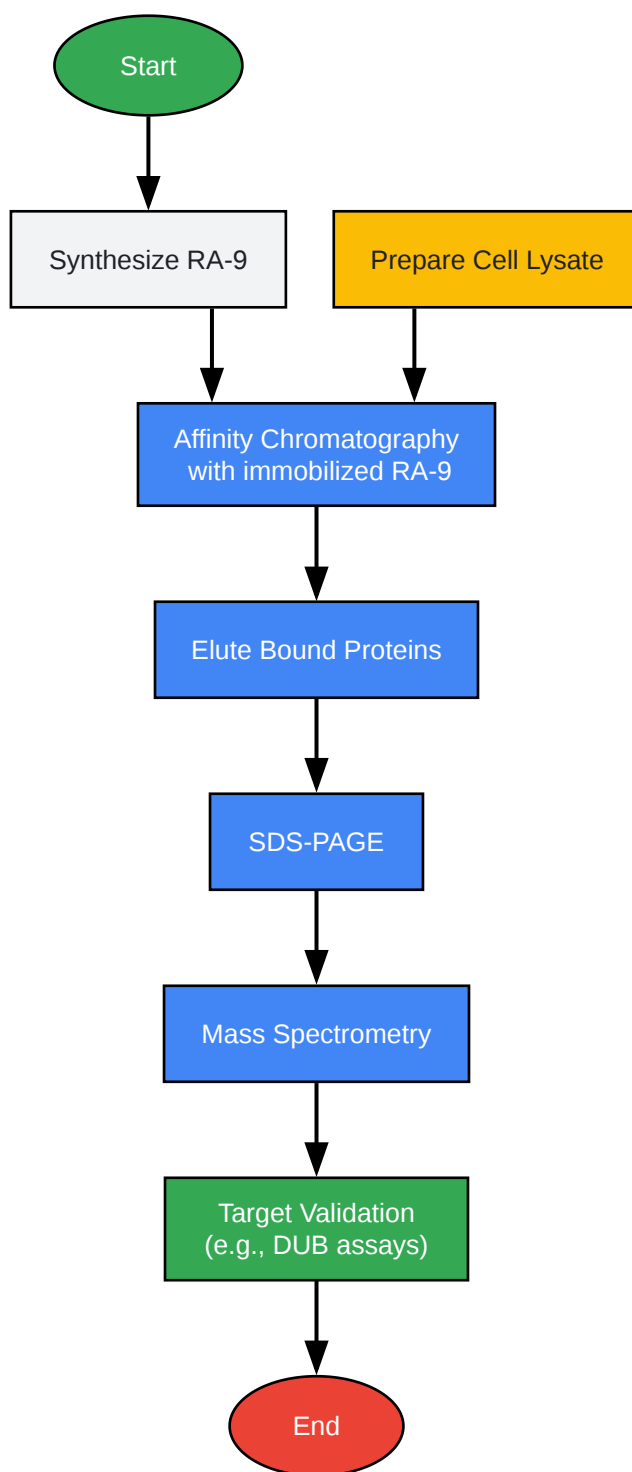 Start
Synthesize RA-9
Prepare Cell Lysate
Affinity Chromatography
with immobilized RA-9
Elute Bound Proteins
SDS-PAGE
Mass Spectrometry
Target Validation
(e.g., DUB assays)
End